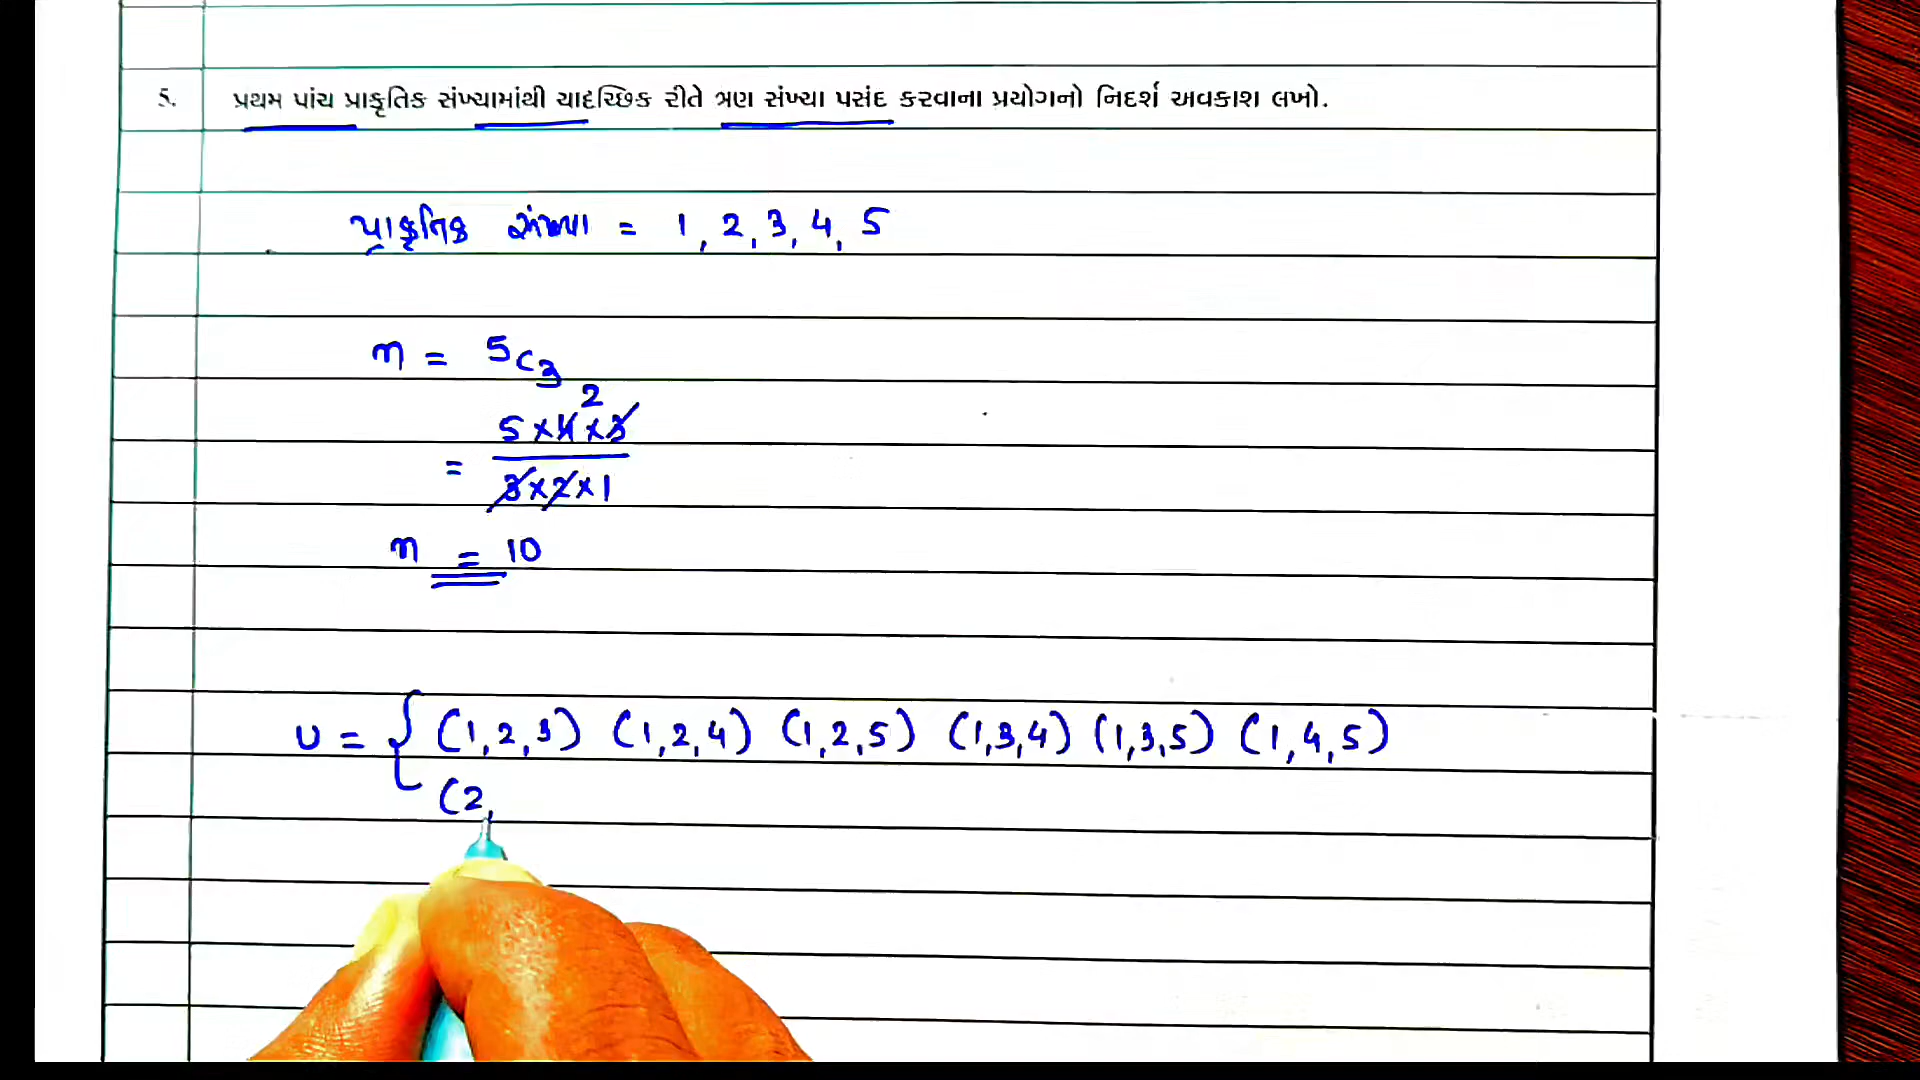 5. પ્રથમ પાંચ પ્રાકૃતિક સંખ્યામાંથી યાદચ્છિક રીતે ત્રણ સંખ્યા પસંદ કરવાના પ્રયોગનો નિદર્શ અવકાશ લખો.
પ્રાકૃતિક સંખ્યા = 1, 2, 3, 4, 5
n = 5C3
2
= 5×4×3
3×2×1
n = 10
U = { (1,2,3) (1,2,4) (1,2,5) (1,3,4) (1,3,5) (1,4,5)
(2,